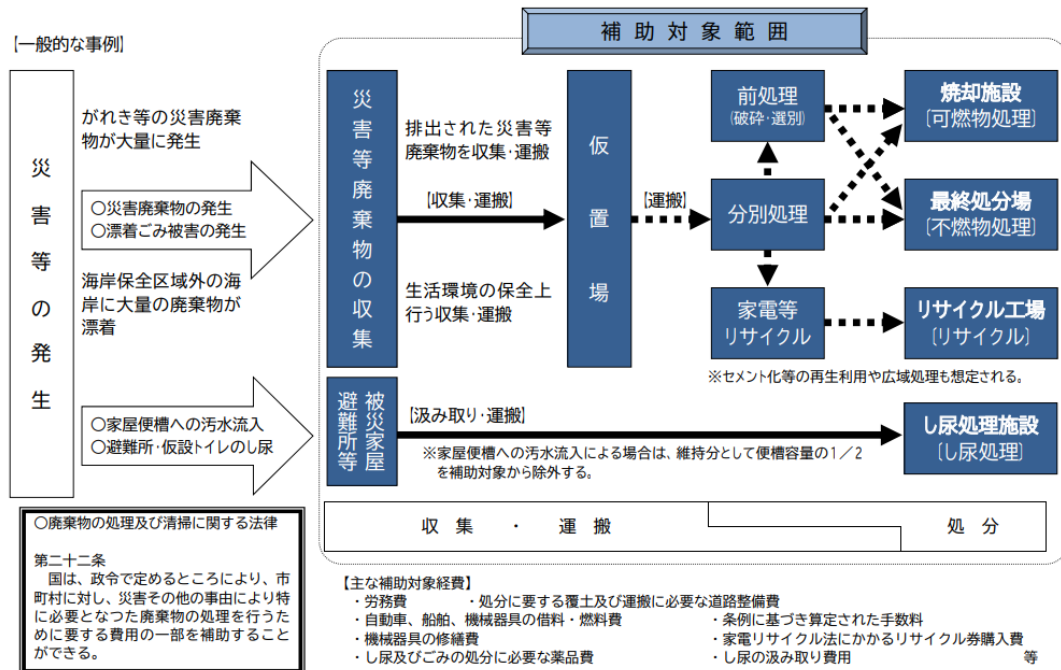 補助対象範囲
【一般的な事例】
災害等の発生
がれき等の災害廃棄
物が大量に発生
○災害廃棄物の発生
○漂着ごみ被害の発生
海岸保全区域外の海
岸に大量の廃棄物が
漂着
○家屋便槽への汚水流入
○避難所・仮設トイレのし尿
災害等廃棄物の収集
排出された災害等
廃棄物を収集・運搬
【収集・運搬】
生活環境の保全上
行う収集・運搬
仮置場
【運搬】
前処理
(破砕・選別)
分別処理
家電等
リサイクル
焼却施設
〔可燃物処理〕
最終処分場
〔不燃物処理〕
リサイクル工場
〔リサイクル〕
※セメント化等の再生利用や広域処理も想定される。
被災家屋
避難所等
【汲み取り・運搬】
※家屋便槽への汚水流入による場合は、維持分として便槽容量の1/2
を補助対象から除外する。
し尿処理施設
〔し尿処理〕
収集・運搬
処分
○廃棄物の処理及び清掃に関する法律
第二十二条
国は、政令で定めるところにより、市
町村に対し、災害その他の事由により特
に必要となつた廃棄物の処理を行うた
めに要する費用の一部を補助すること
ができる。
【主な補助対象経費】
・労務費 ・処分に要する覆土及び運搬に必要な道路整備費
・自動車、船舶、機械器具の借料・燃料費 ・条例に基づき算定された手数料
・機械器具の修繕費 ・家電リサイクル法にかかるリサイクル券購入費
・し尿及びごみの処分に必要な薬品費 ・し尿の汲み取り費用 等